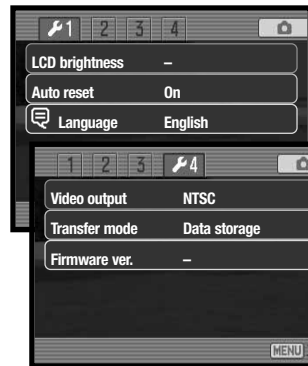 1 2 3 4
LCD brightness –
Auto reset On
Language English
1 2 3 4
Video output NTSC
Transfer mode Data storage
Firmware ver. –
MENU